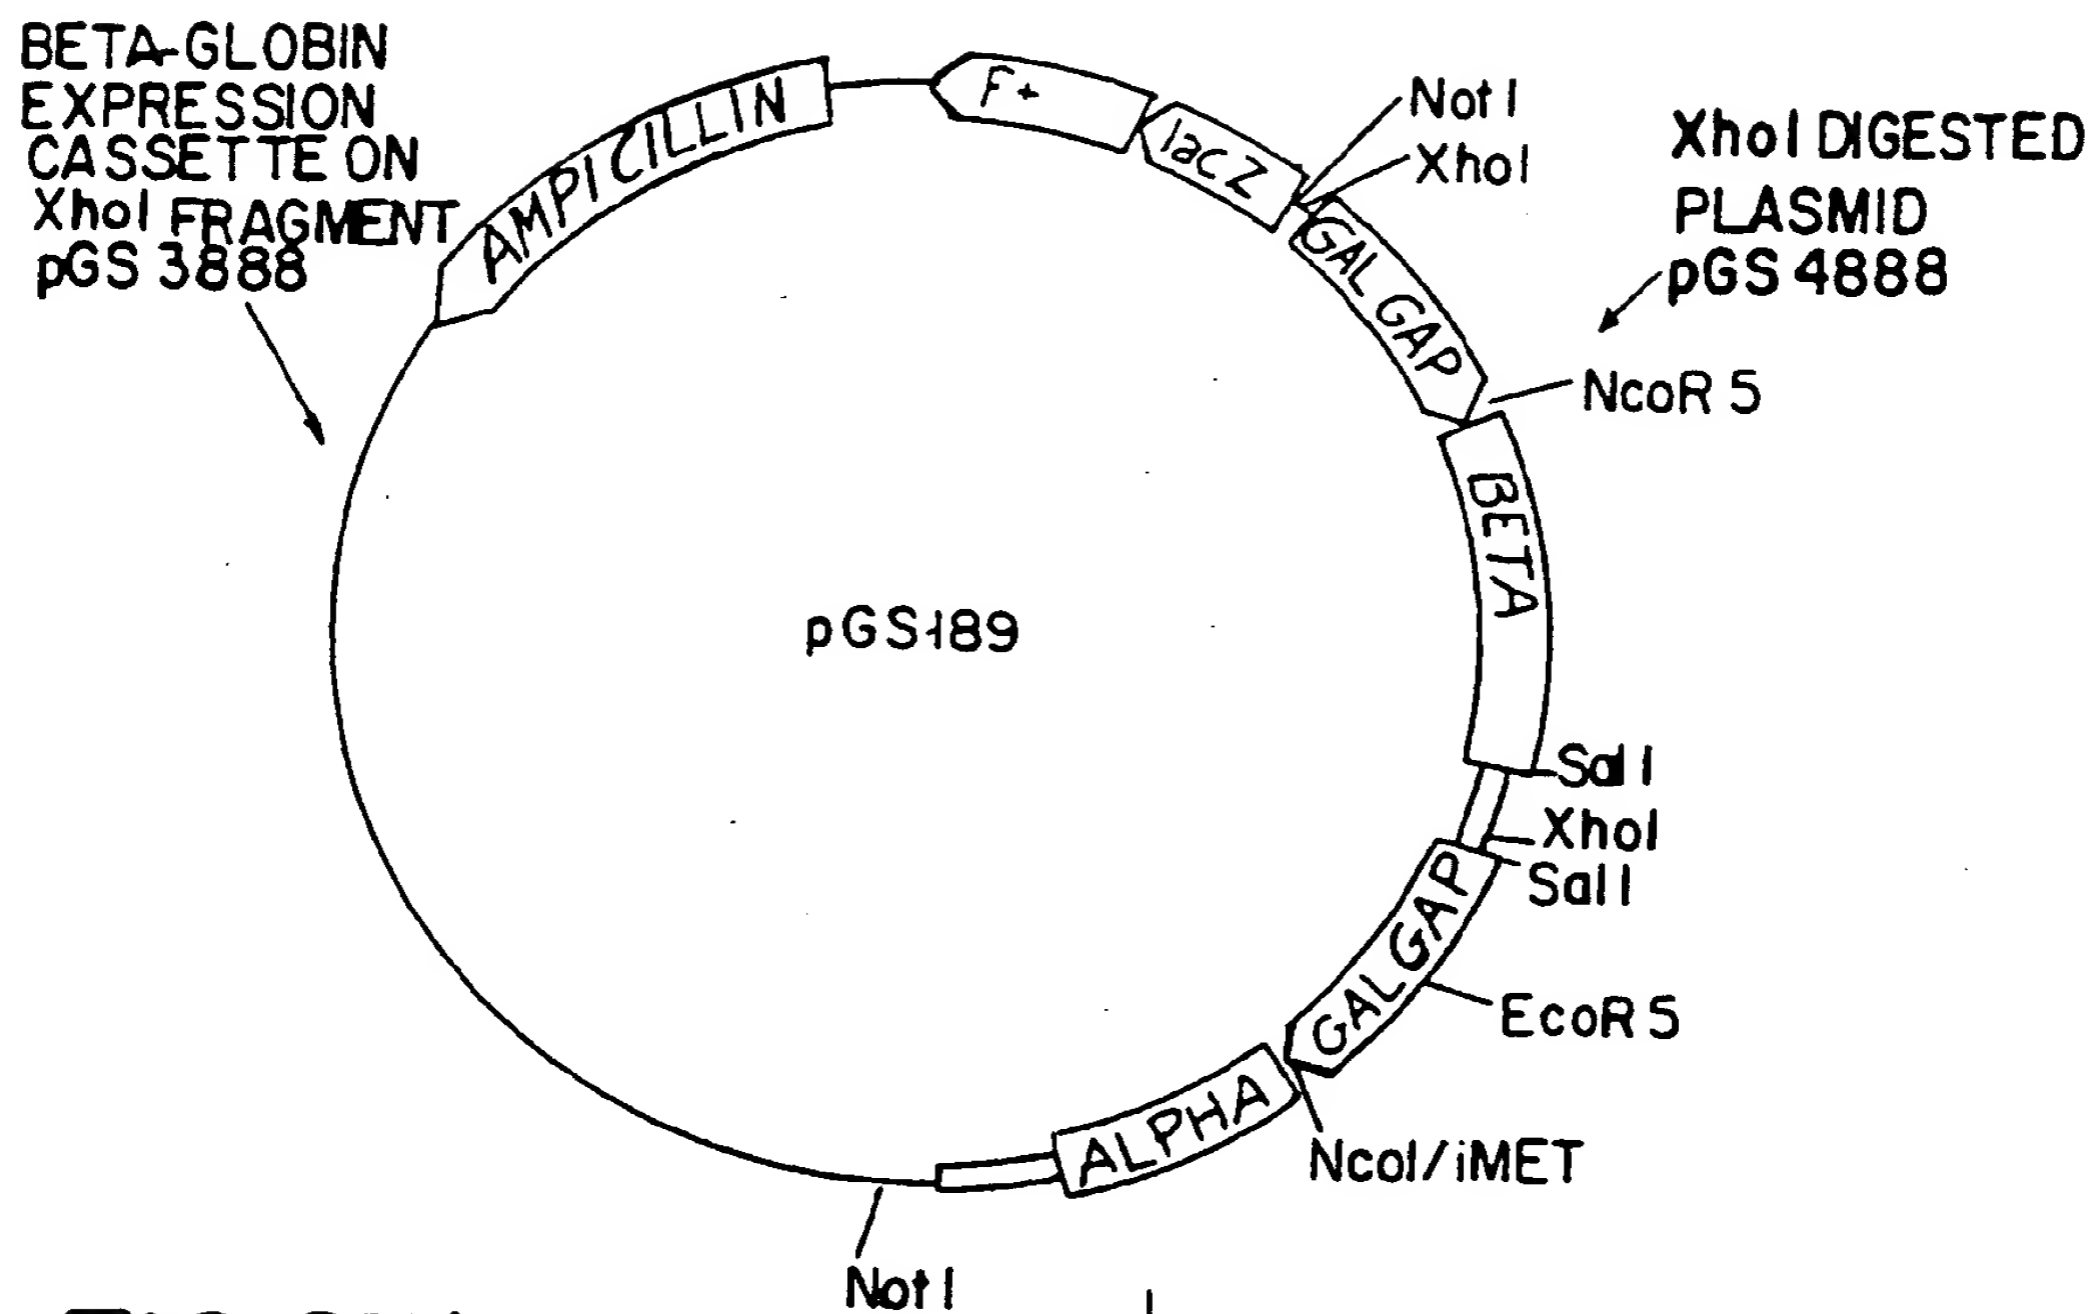 BETA-GLOBIN
EXPRESSION
CASSETTE ON
XhoI FRAGMENT
pGS 3888
AMPICILLIN
F+
lacZ
NotI
XhoI
XhoI DIGESTED
PLASMID
pGS 4888
GAL GAP
NcoR 5
BETA
pGS189
SalI
XhoI
SalI
GALGAP
EcoR5
ALPHA
NcoI/iMET
NotI